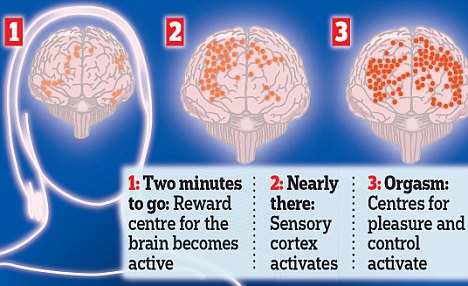 1
2
3
1: Two minutes
to go: Reward
centre for the
brain becomes
active
2: Nearly
there:
Sensory
cortex
activates
3: Orgasm:
Centres for
pleasure and
control
activate